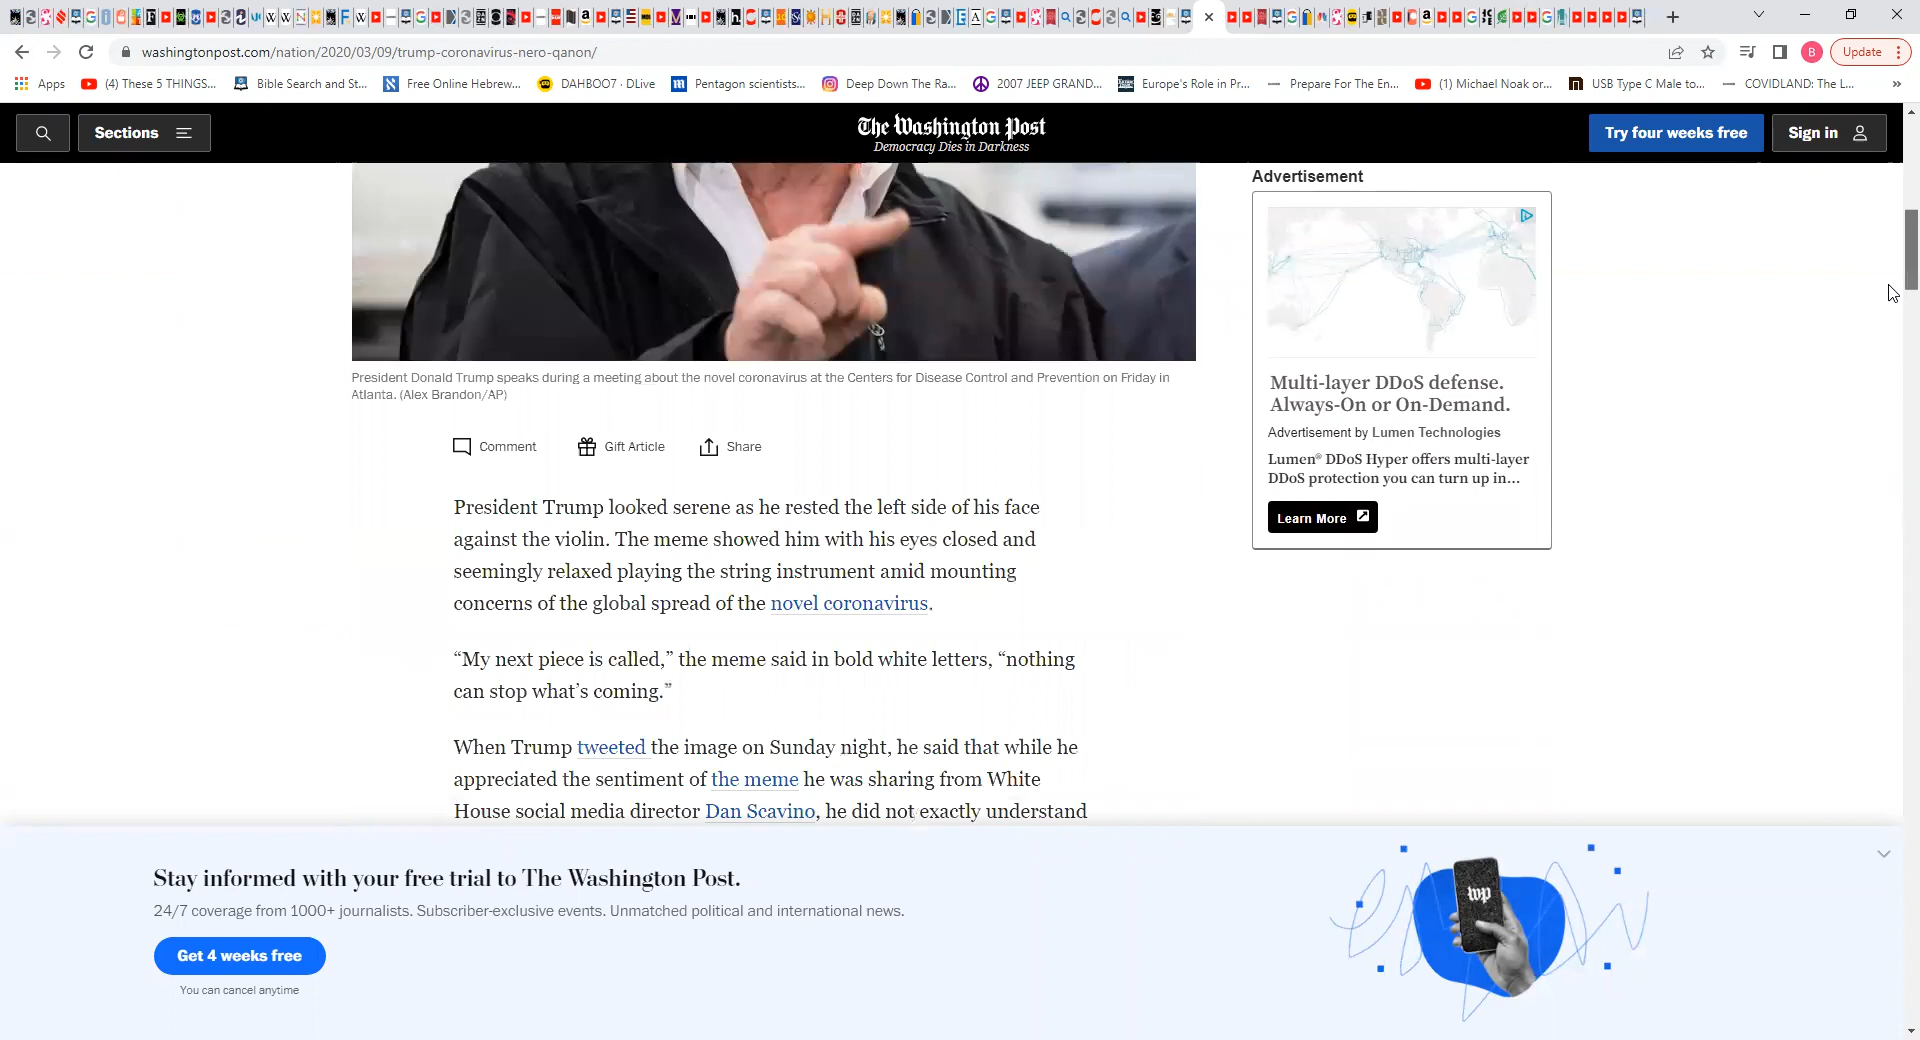 washingtonpost.com/nation/2020/03/09/trump-coronavirus-nero-qanon/
Update
Apps
(4) These 5 THINGS...
Bible Search and St...
Free Online Hebrew...
DAHBOO7 · DLive
Pentagon scientists...
Deep Down The Ra...
2007 JEEP GRAND...
Europe's Role in Pr...
Prepare For The En...
(1) Michael Noak or...
USB Type C Male to...
COVIDLAND: The L...
»
Sections
The Washington Post
Democracy Dies in Darkness
Try four weeks free
Sign in
Advertisement
Multi-layer DDoS defense.
Always-On or On-Demand.
Advertisement by Lumen Technologies
Lumen® DDoS Hyper offers multi-layer
DDoS protection you can turn up in...
Learn More
President Donald Trump speaks during a meeting about the novel coronavirus at the Centers for Disease Control and Prevention on Friday in
Atlanta. (Alex Brandon/AP)
Comment
Gift Article
Share
President Trump looked serene as he rested the left side of his face
against the violin. The meme showed him with his eyes closed and
seemingly relaxed playing the string instrument amid mounting
concerns of the global spread of the novel coronavirus.
“My next piece is called,” the meme said in bold white letters, “nothing
can stop what’s coming.”
When Trump tweeted the image on Sunday night, he said that while he
appreciated the sentiment of the meme he was sharing from White
House social media director Dan Scavino, he did not exactly understand
Stay informed with your free trial to The Washington Post.
24/7 coverage from 1000+ journalists. Subscriber-exclusive events. Unmatched political and international news.
Get 4 weeks free
You can cancel anytime
wp